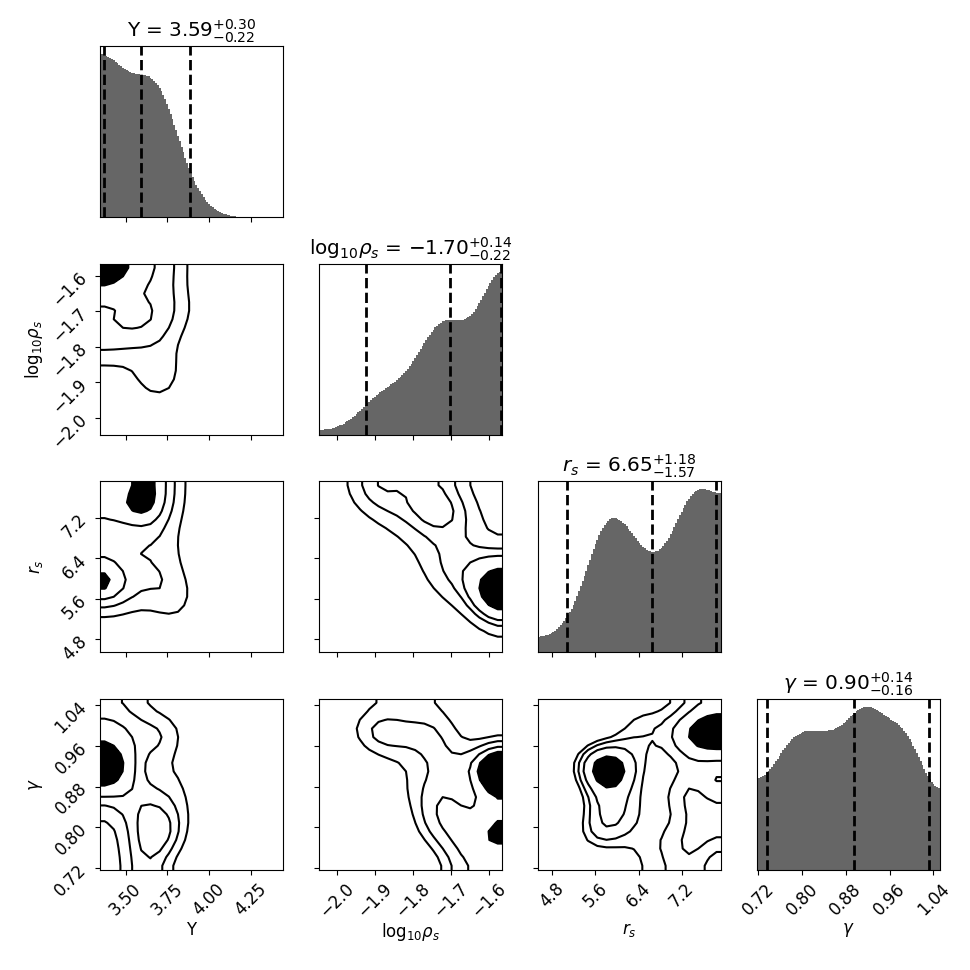 Y = 3.59^{+0.30}_{-0.22}
log₁₀ρₛ = −1.70^{+0.14}_{-0.22}
−1.6
−1.7
−1.8
−1.9
−2.0
log₁₀ρₛ
rₛ = 6.65^{+1.18}_{-1.57}
7.2
6.4
5.6
4.8
rₛ
γ = 0.90^{+0.14}_{-0.16}
1.04
0.96
0.88
0.80
0.72
γ
3.50 3.75 4.00 4.25
Y
−2.0 −1.9 −1.8 −1.7 −1.6
log₁₀ρₛ
4.8 5.6 6.4 7.2
rₛ
0.72 0.80 0.88 0.96 1.04
γ